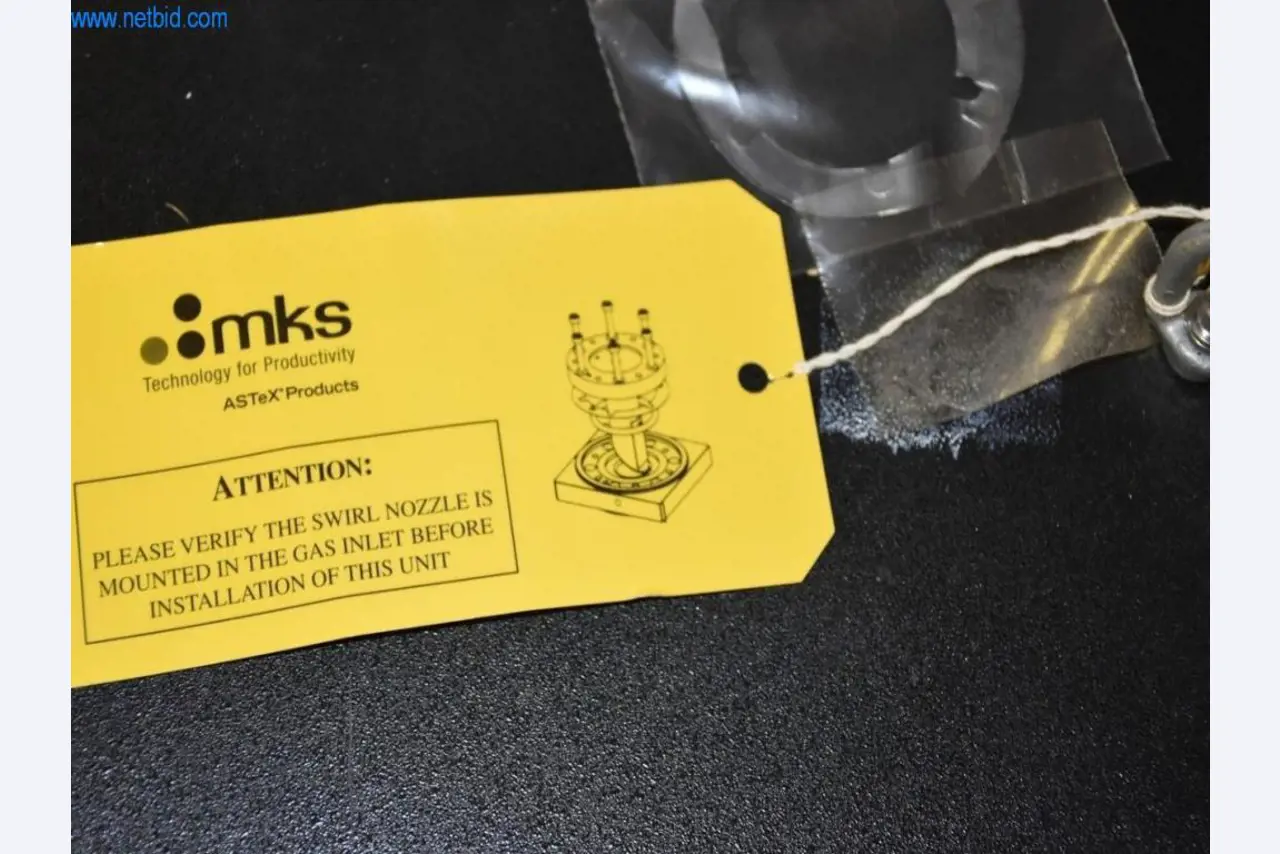 www.netbid.com
mks
Technology for Productivity
ASTeX® Products
ATTENTION:
PLEASE VERIFY THE SWIRL NOZZLE IS
MOUNTED IN THE GAS INLET BEFORE
INSTALLATION OF THIS UNIT